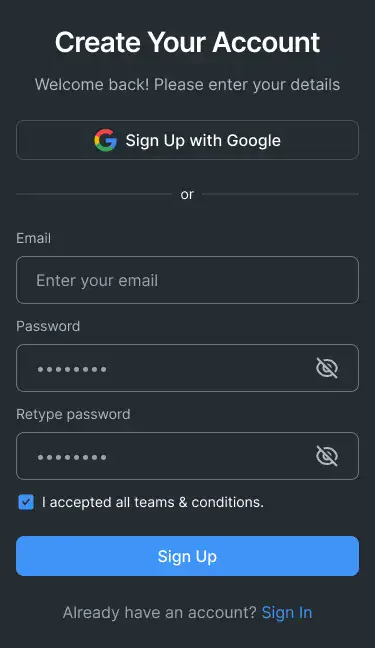 Create Your Account
Welcome back! Please enter your details
Sign Up with Google
or
Email
Enter your email
Password
••••••••
Retype password
••••••••
I accepted all teams & conditions.
Sign Up
Already have an account? Sign In